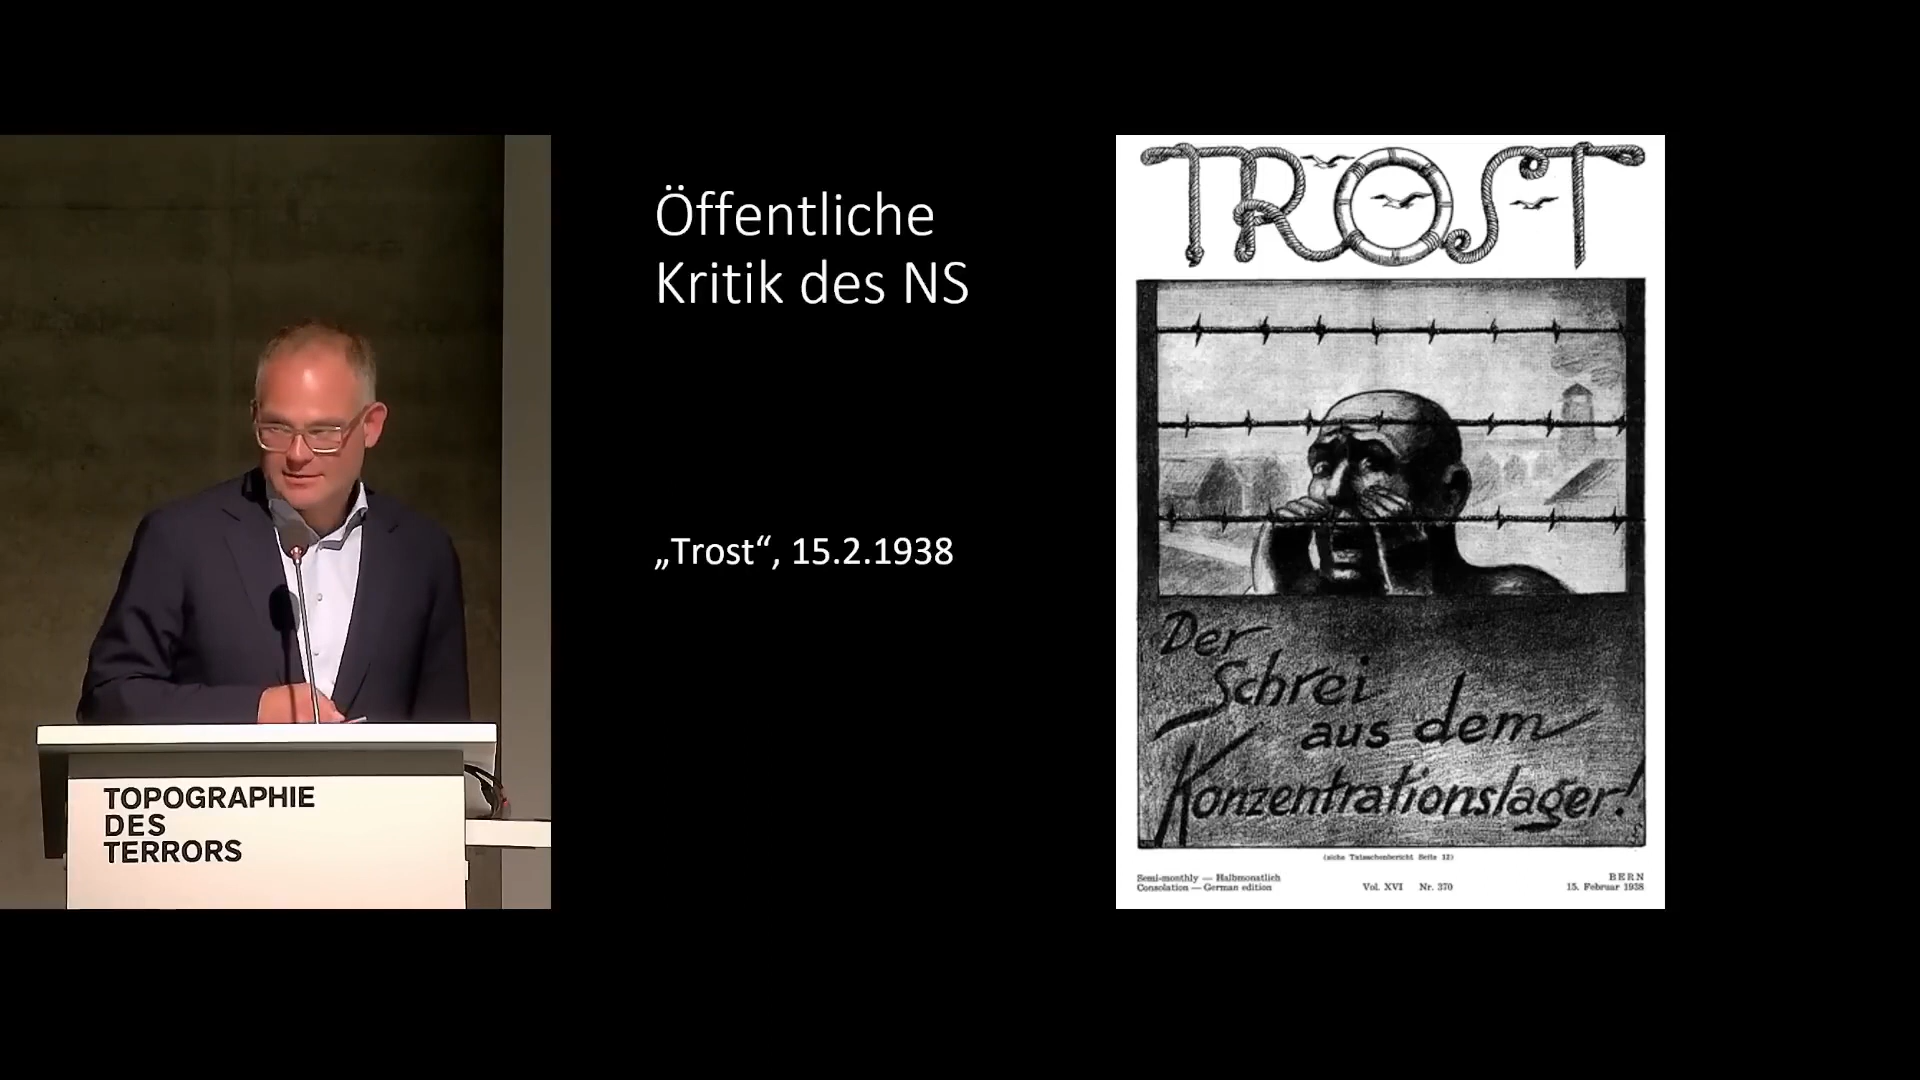 TOPOGRAPHIE
DES
TERRORS
Öffentliche
Kritik des NS
„Trost“, 15.2.1938
TROST
Der
Schrei
aus dem
Konzentrationslager!
(siehe Tatsachenbericht Seite 12)
Semi-monthly — Halbmonatlich
Consolation — German edition
Vol. XVI Nr. 370
BERN
15. Februar 1938